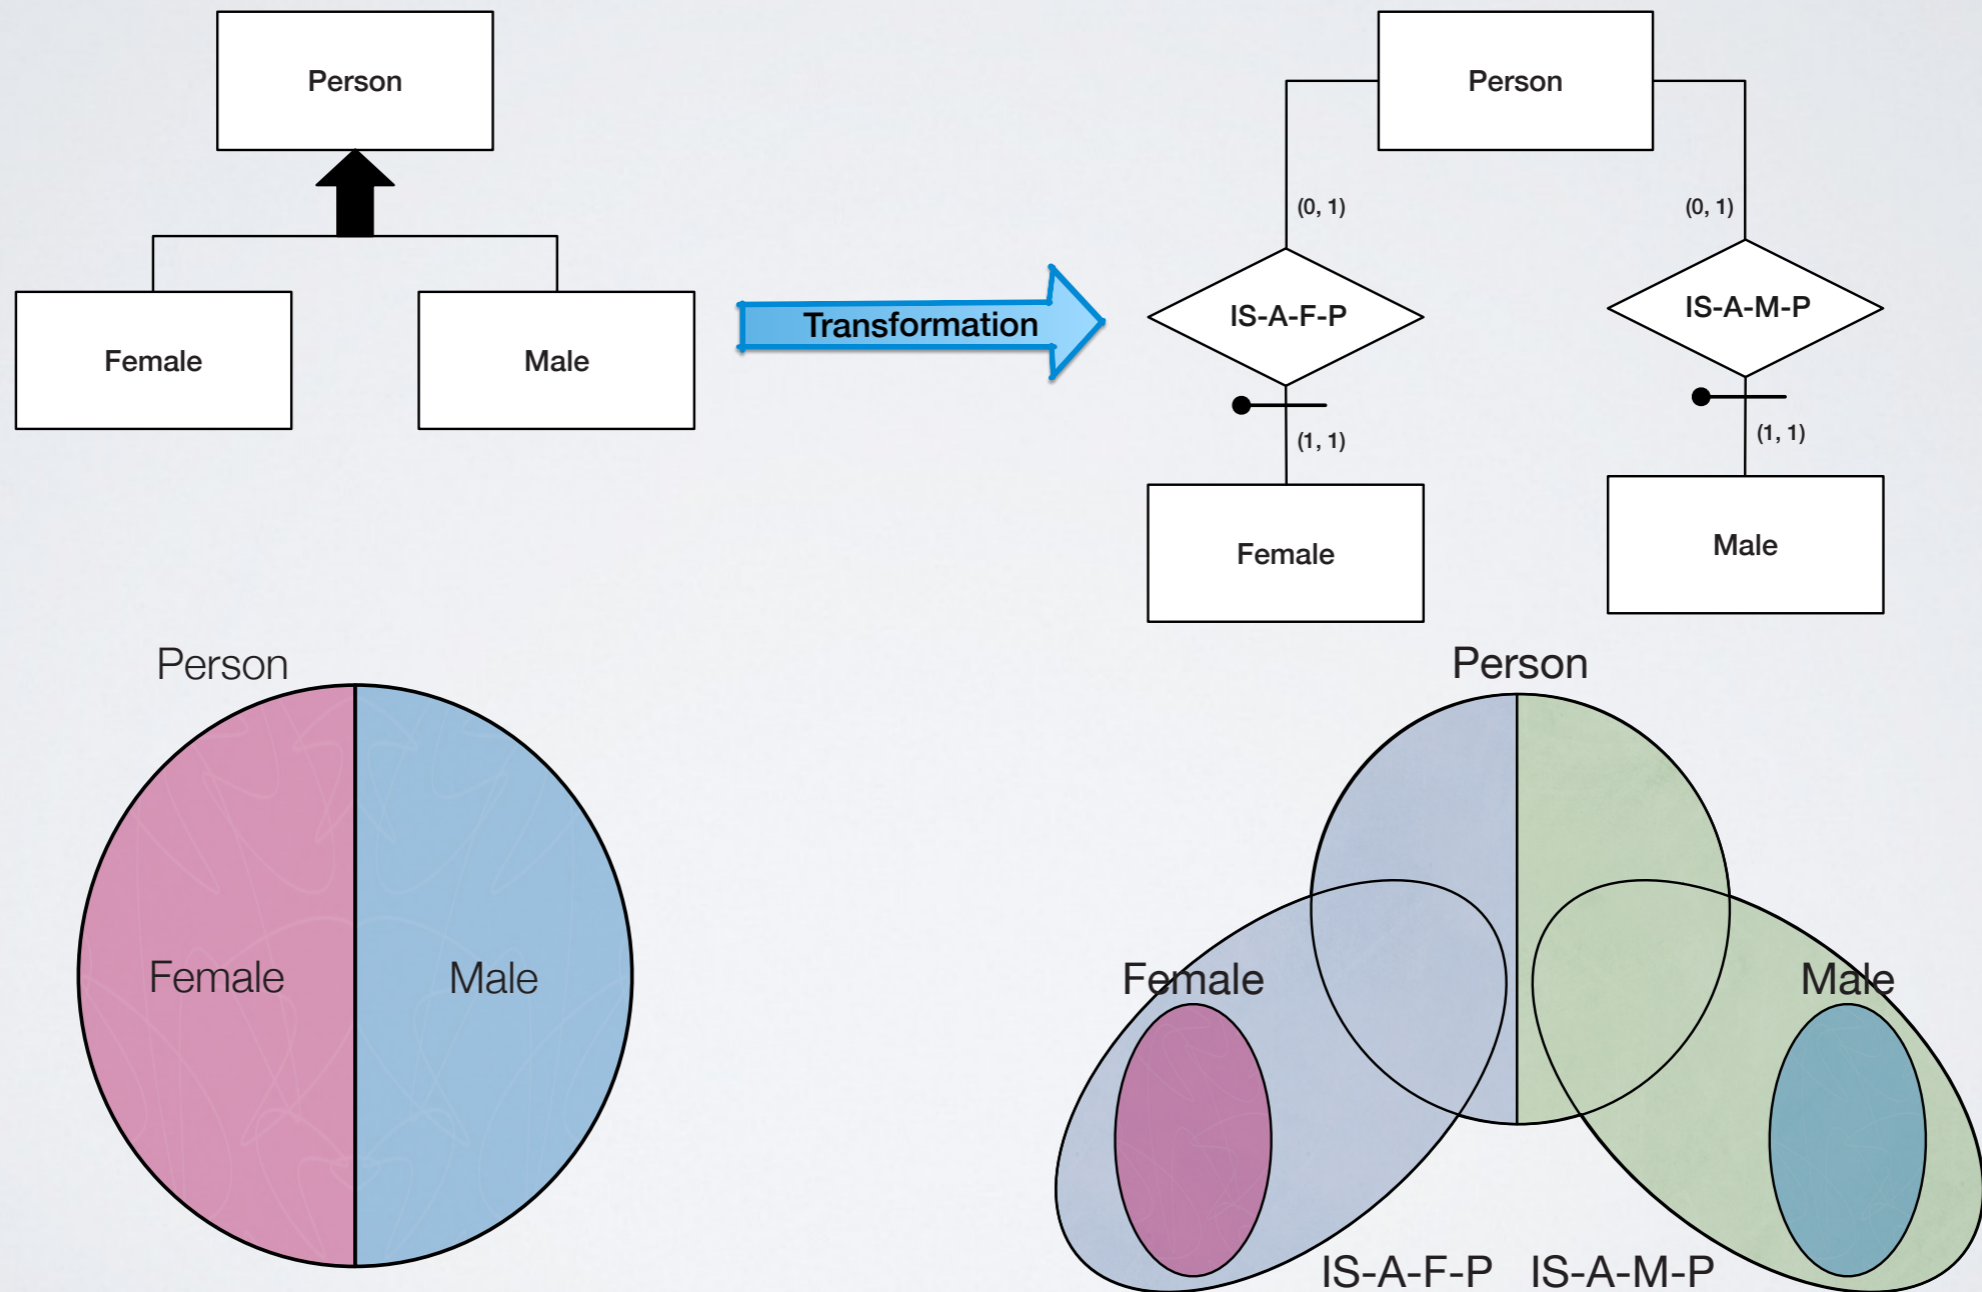 Person
Female
Male
Transformation
Person
(0, 1)
(0, 1)
IS-A-F-P
IS-A-M-P
(1, 1)
(1, 1)
Female
Male
Person
Female
Male
Person
Female
Male
IS-A-F-P
IS-A-M-P